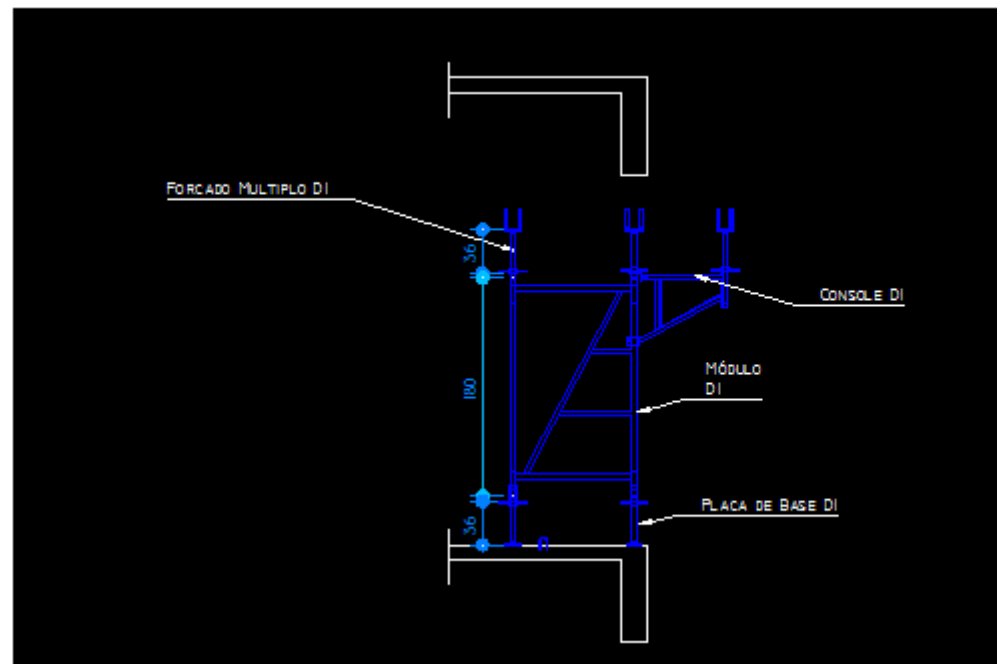 FORCADO MULTIPLO DI
36
CONSOLE DI
180
MÓDULO
DI
PLACA DE BASE DI
36